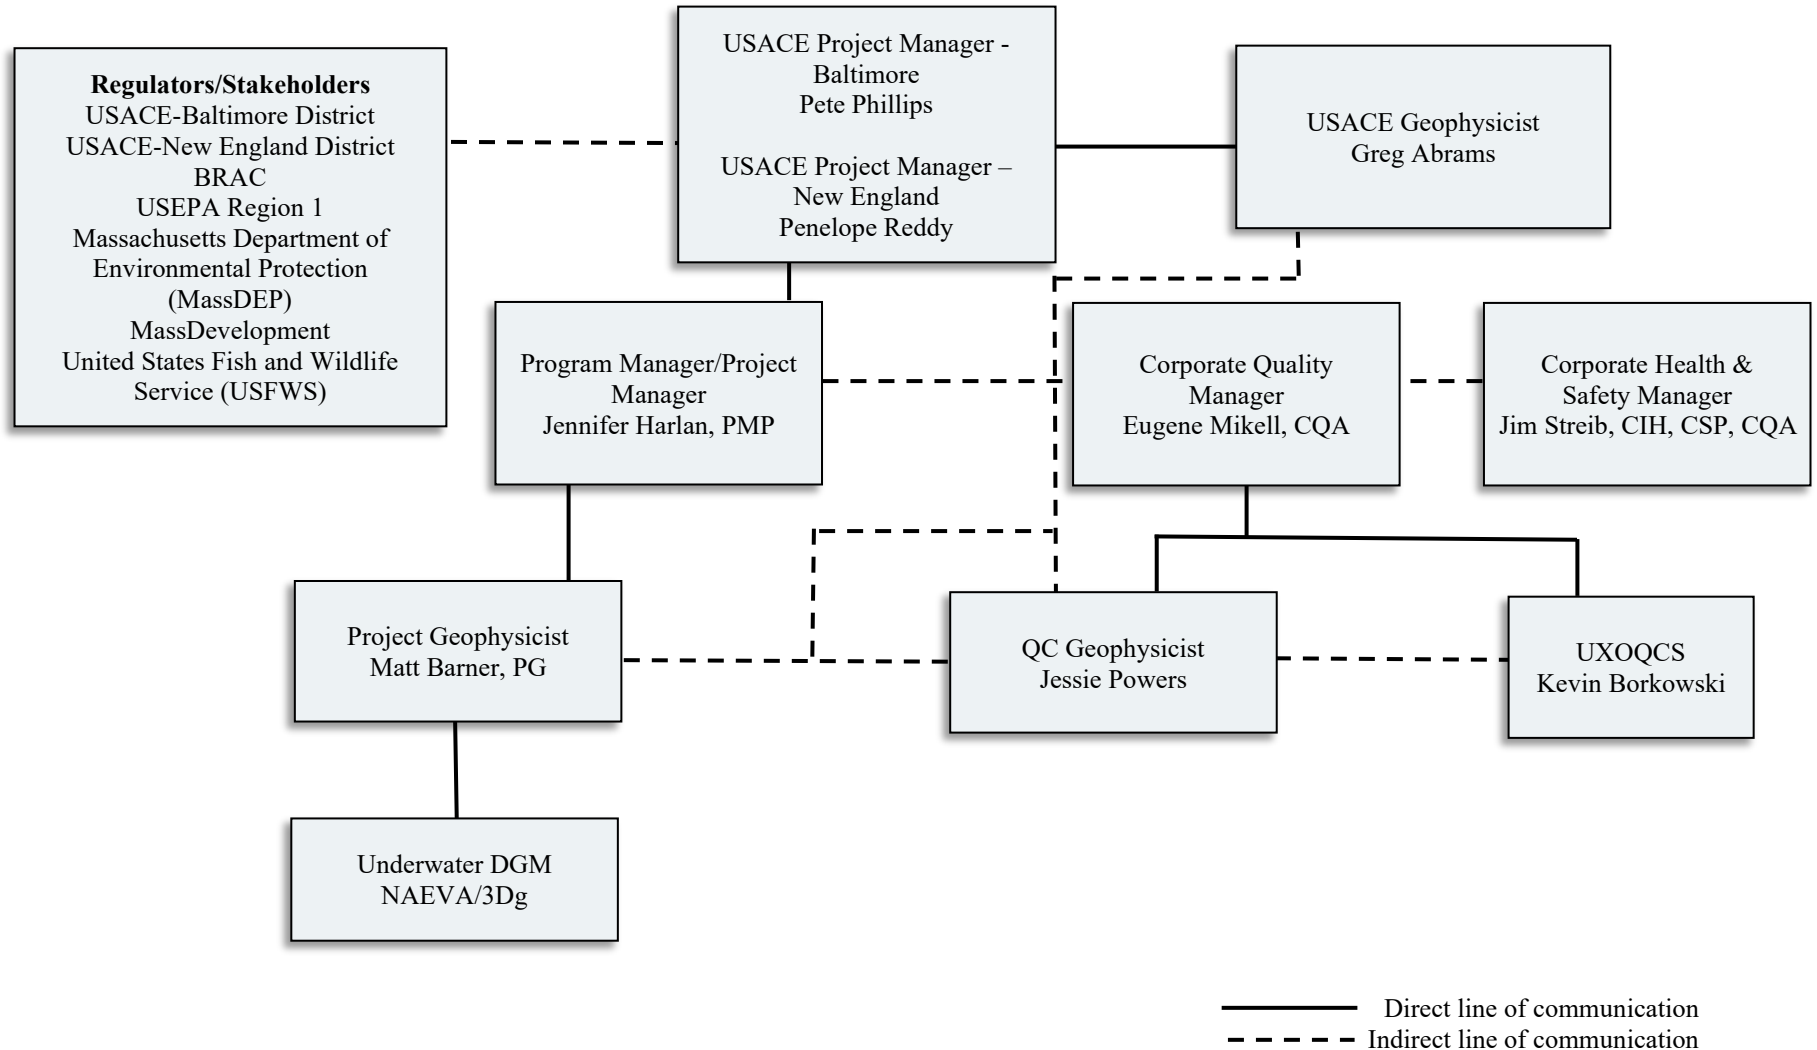 Regulators/Stakeholders
USACE-Baltimore District
USACE-New England District
BRAC
USEPA Region 1
Massachusetts Department of
Environmental Protection
(MassDEP)
MassDevelopment
United States Fish and Wildlife
Service (USFWS)
USACE Project Manager -
Baltimore
Pete Phillips
USACE Project Manager –
New England
Penelope Reddy
USACE Geophysicist
Greg Abrams
Program Manager/Project
Manager
Jennifer Harlan, PMP
Corporate Quality
Manager
Eugene Mikell, CQA
Corporate Health &
Safety Manager
Jim Streib, CIH, CSP, CQA
Project Geophysicist
Matt Barner, PG
QC Geophysicist
Jessie Powers
UXOQCS
Kevin Borkowski
Underwater DGM
NAEVA/3Dg
Direct line of communication
Indirect line of communication